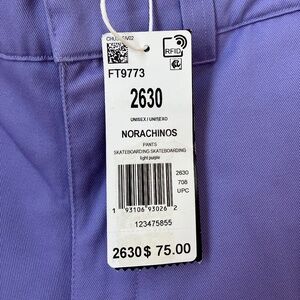 RFID
FT9773
2630
UNISEX / UNISEXO
NORACHINOS
PANTS
SKATEBOARDING/SKATEBOARDING
light purple
2630
708
UPC
1 93106 93026 2
123475855
2630 $ 75.00